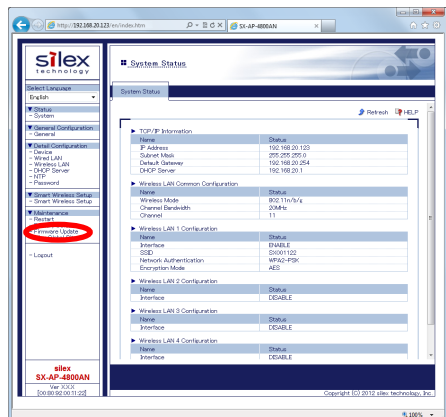 http://192.168.20.123/en/index.htm
SX-AP-4800AN
silex
technology
System Status
Select Language
English
System Status
Refresh
HELP
Status
- System
General Configuration
- General
Detail Configuration
- Device
- Wired LAN
- Wireless LAN
- DHCP Server
- NTP
- Password
Smart Wireless Setup
- Smart Wireless Setup
Maintenance
- Restart
- Firmware Update
- Logout
silex
SX-AP-4800AN
Ver X.X.X
[00:80:92:00:11:22]
TCP/IP Information
Name Status
IP Address 192.168.20.123
Subnet Mask 255.255.255.0
Default Gateway 192.168.20.254
DHCP Server 192.168.20.1
Wireless LAN Common Configuration
Name Status
Wireless Mode 802.11n/b/g
Channel Bandwidth 20MHz
Channel 11
Wireless LAN 1 Configuration
Name Status
Interface ENABLE
SSID SX001122
Network Authentication WPA2-PSK
Encryption Mode AES
Wireless LAN 2 Configuration
Name Status
Interface DISABLE
Wireless LAN 3 Configuration
Name Status
Interface DISABLE
Wireless LAN 4 Configuration
Name Status
Interface DISABLE
Copyright (C) 2012 silex technology, Inc.
100%